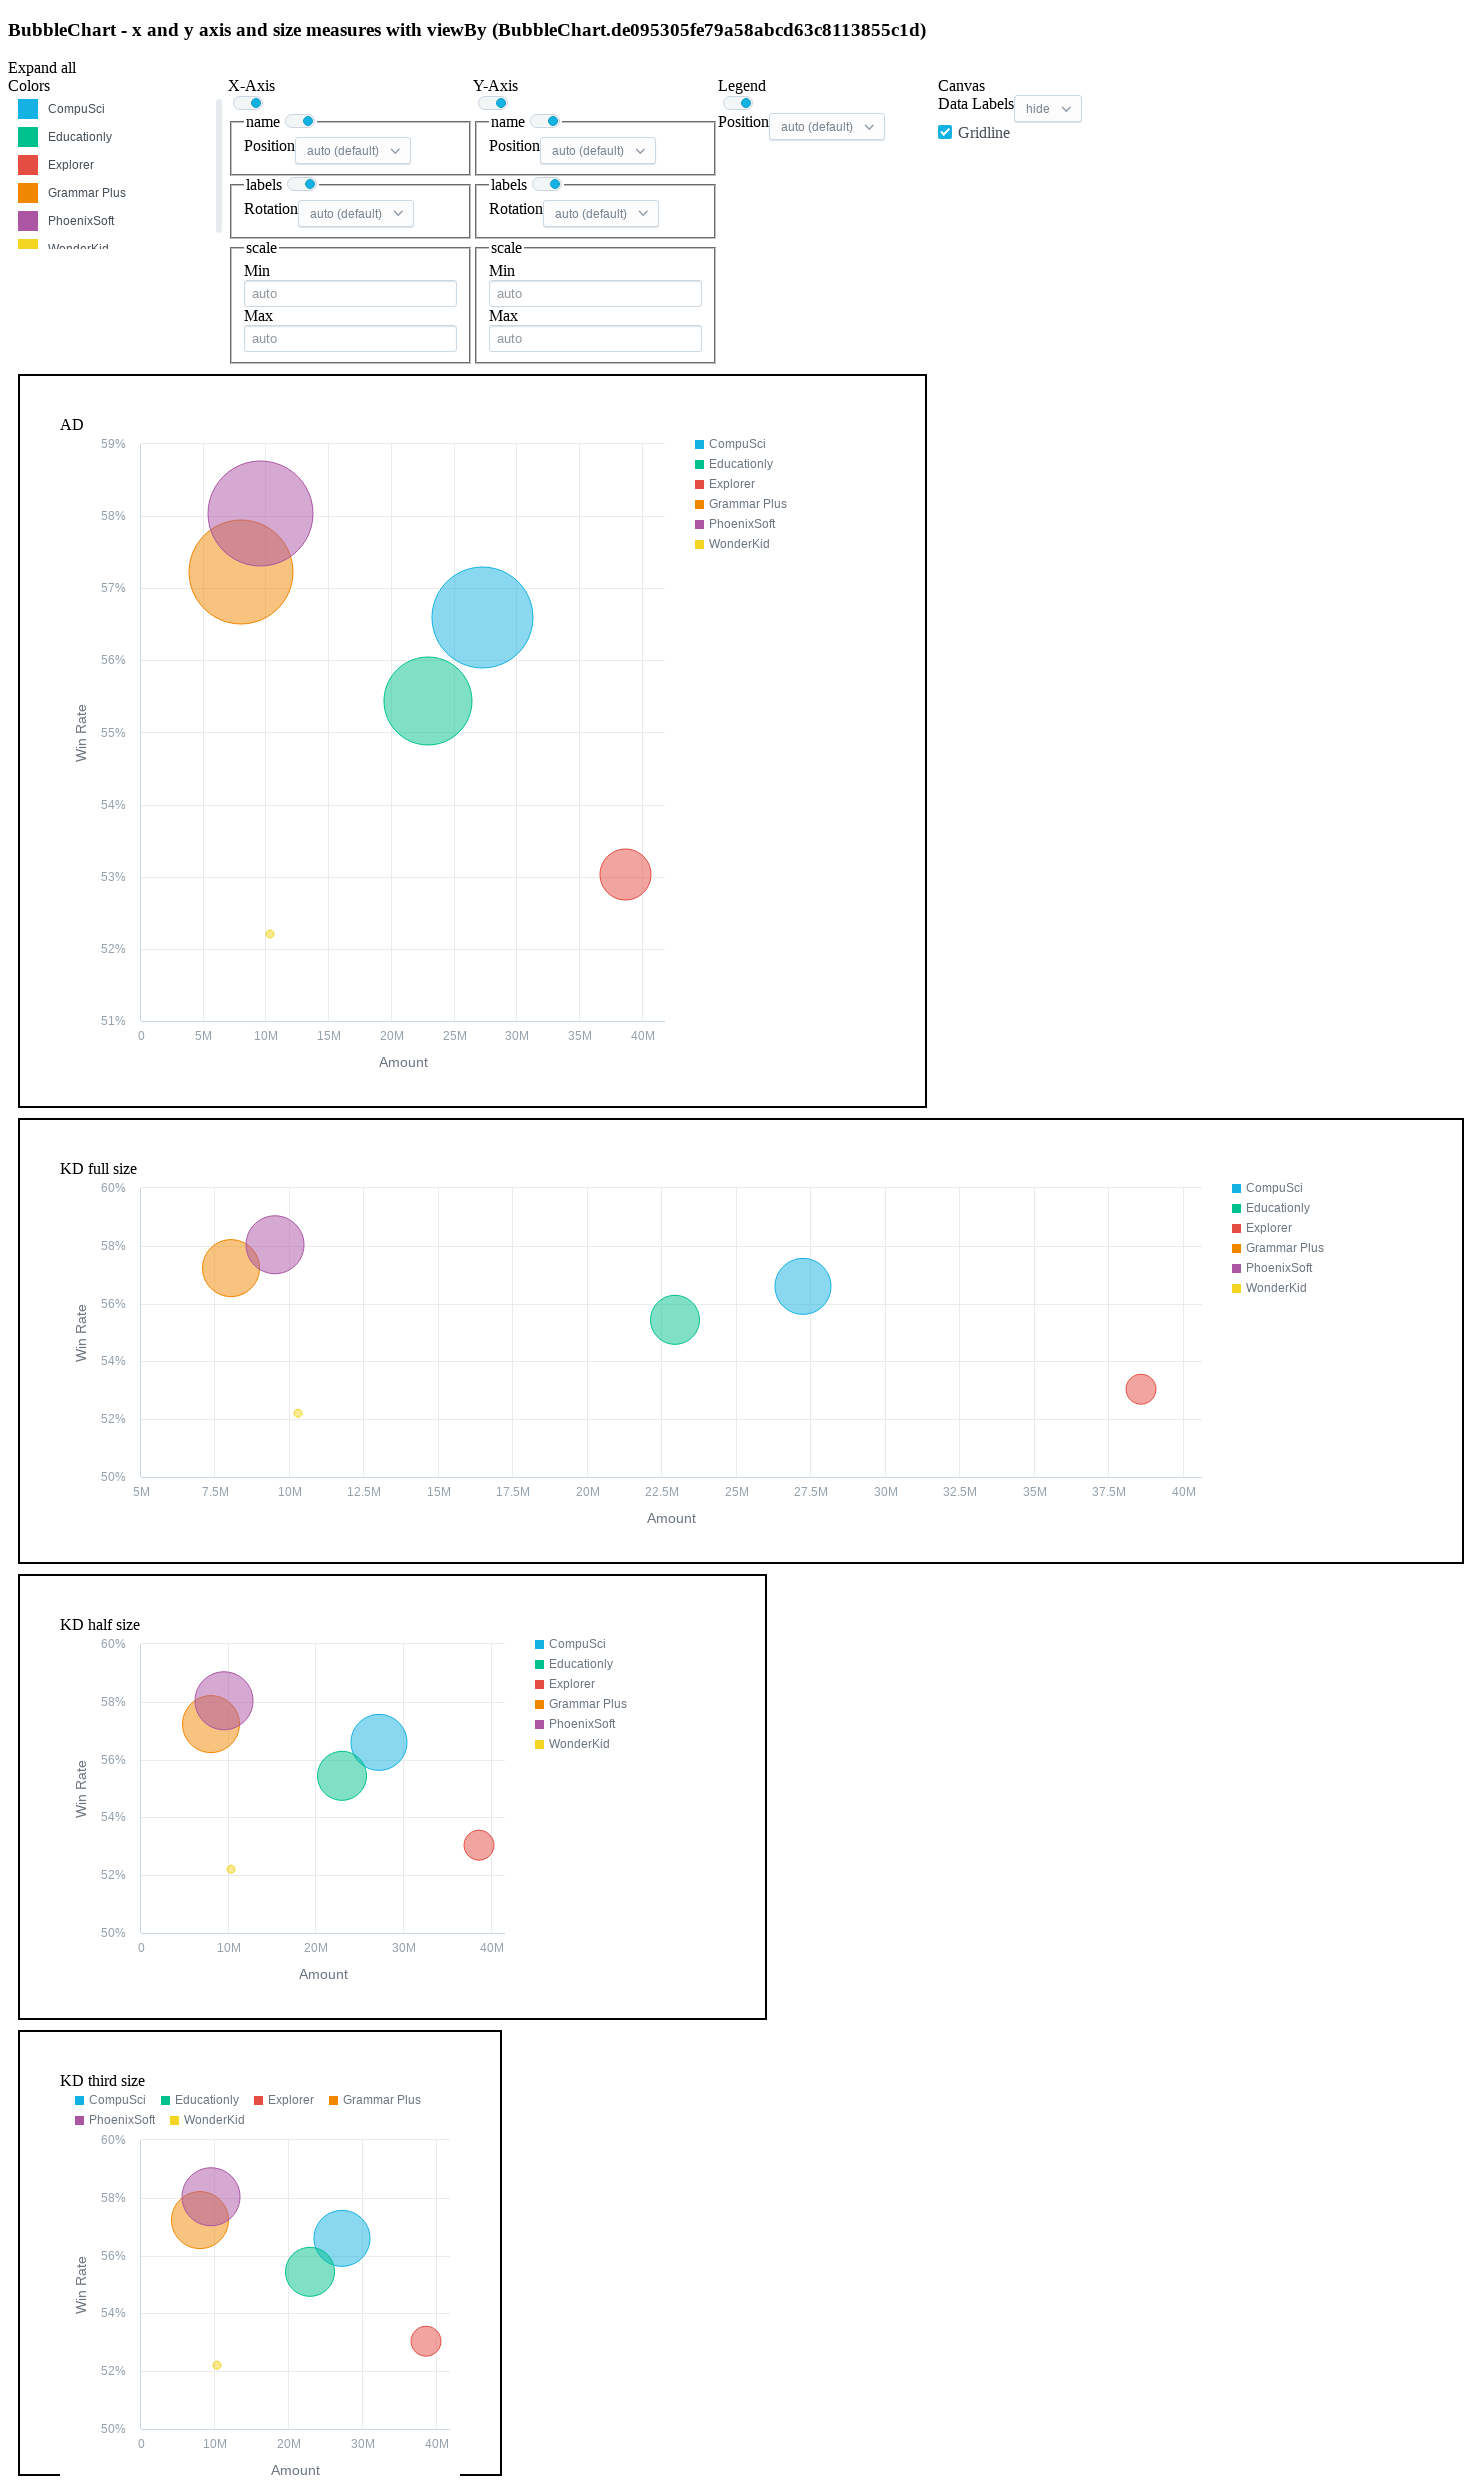 BubbleChart - x and y axis and size measures with viewBy (BubbleChart.de095305fe79a58abcd63c8113855c1d)
Expand all
Colors
CompuSci
Educationly
Explorer
Grammar Plus
PhoenixSoft
WonderKid
X-Axis
name
Position auto (default)
labels
Rotation auto (default)
scale
Min
auto
Max
auto
Y-Axis
name
Position auto (default)
labels
Rotation auto (default)
scale
Min
auto
Max
auto
Legend
Position auto (default)
Canvas
Data Labels hide
Gridline
AD
59%
58%
57%
56%
55%
54%
53%
52%
51%
Win Rate
0 5M 10M 15M 20M 25M 30M 35M 40M
Amount
CompuSci
Educationly
Explorer
Grammar Plus
PhoenixSoft
WonderKid
KD full size
60%
58%
56%
54%
52%
50%
Win Rate
5M 7.5M 10M 12.5M 15M 17.5M 20M 22.5M 25M 27.5M 30M 32.5M 35M 37.5M 40M
Amount
CompuSci
Educationly
Explorer
Grammar Plus
PhoenixSoft
WonderKid
KD half size
60%
58%
56%
54%
52%
50%
Win Rate
0 10M 20M 30M 40M
Amount
CompuSci
Educationly
Explorer
Grammar Plus
PhoenixSoft
WonderKid
KD third size
CompuSci Educationly Explorer Grammar Plus
PhoenixSoft WonderKid
60%
58%
56%
54%
52%
50%
Win Rate
0 10M 20M 30M 40M
Amount